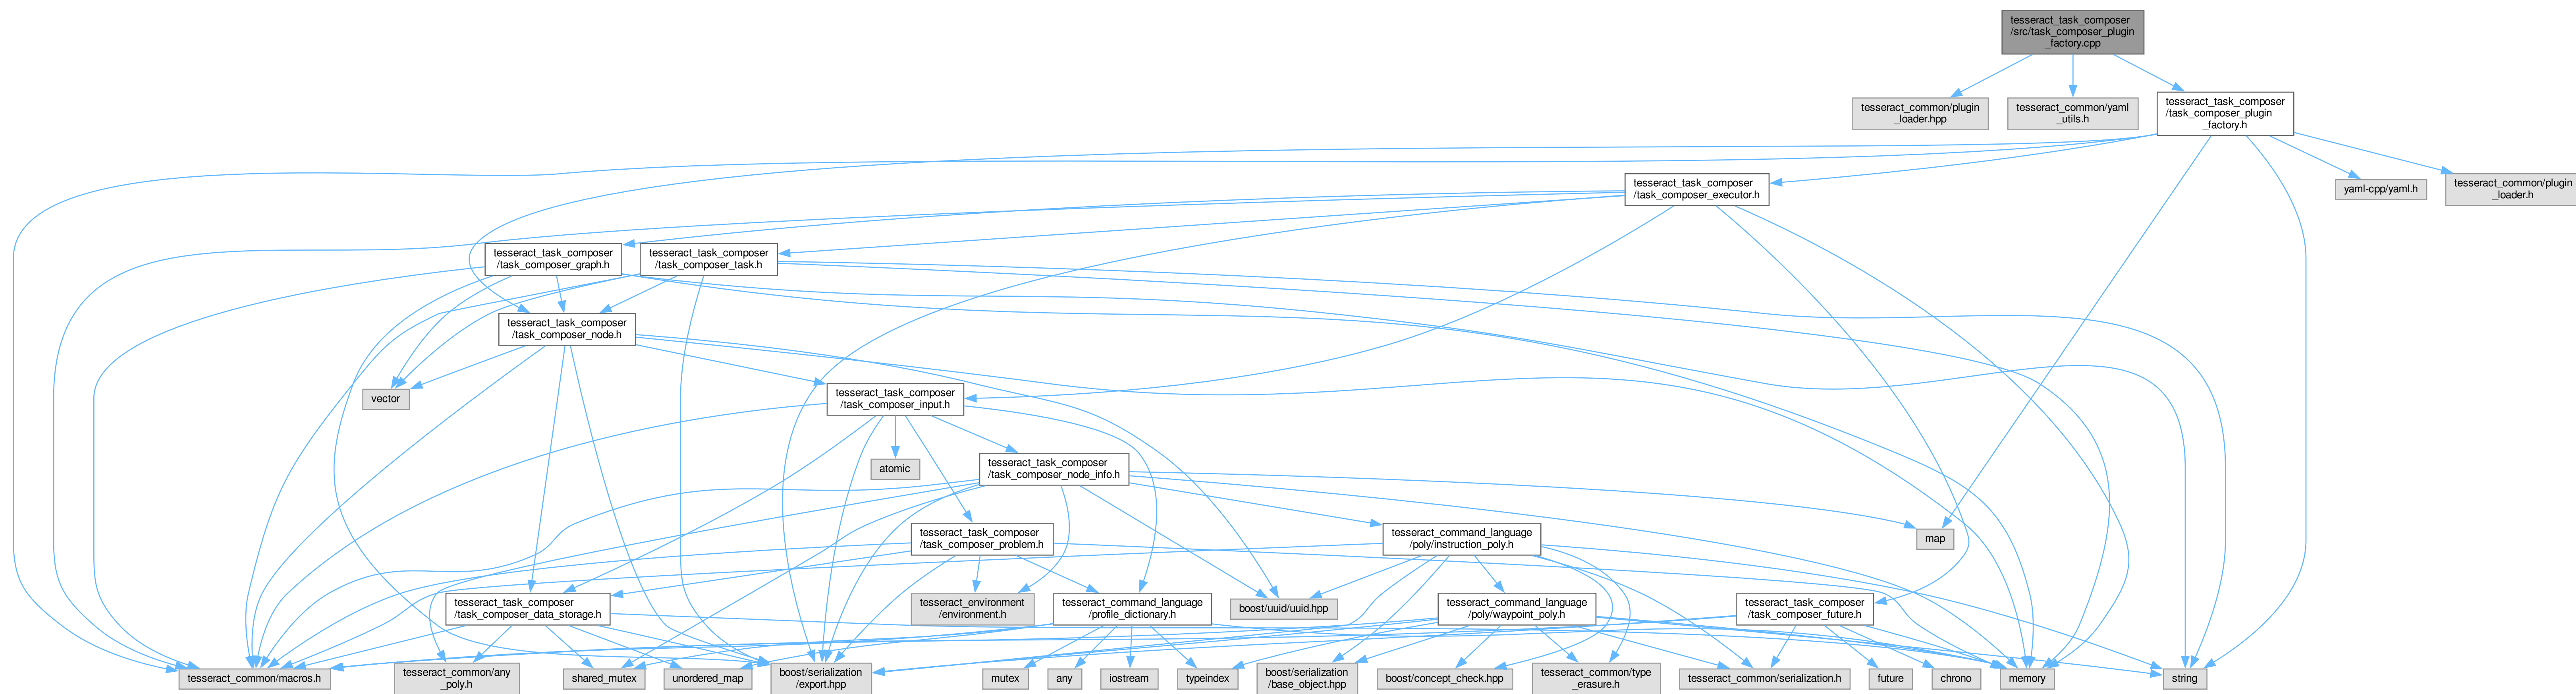 tesseract_task_composer
/src/task_composer_plugin
_factory.cpp
tesseract_common/plugin
_loader.hpp
tesseract_common/yaml
_utils.h
tesseract_task_composer
/task_composer_plugin
_factory.h
tesseract_task_composer
/task_composer_executor.h
yaml-cpp/yaml.h
tesseract_common/plugin
_loader.h
tesseract_task_composer
/task_composer_graph.h
tesseract_task_composer
/task_composer_task.h
tesseract_task_composer
/task_composer_node.h
vector
tesseract_task_composer
/task_composer_input.h
atomic
tesseract_task_composer
/task_composer_node_info.h
tesseract_task_composer
/task_composer_problem.h
tesseract_command_language
/poly/instruction_poly.h
map
tesseract_task_composer
/task_composer_data_storage.h
tesseract_environment
/environment.h
tesseract_command_language
/profile_dictionary.h
boost/uuid/uuid.hpp
tesseract_command_language
/poly/waypoint_poly.h
tesseract_task_composer
/task_composer_future.h
tesseract_common/macros.h
tesseract_common/any
_poly.h
shared_mutex
unordered_map
boost/serialization
/export.hpp
mutex
any
iostream
typeindex
boost/serialization
/base_object.hpp
boost/concept_check.hpp
tesseract_common/type
_erasure.h
tesseract_common/serialization.h
future
chrono
memory
string